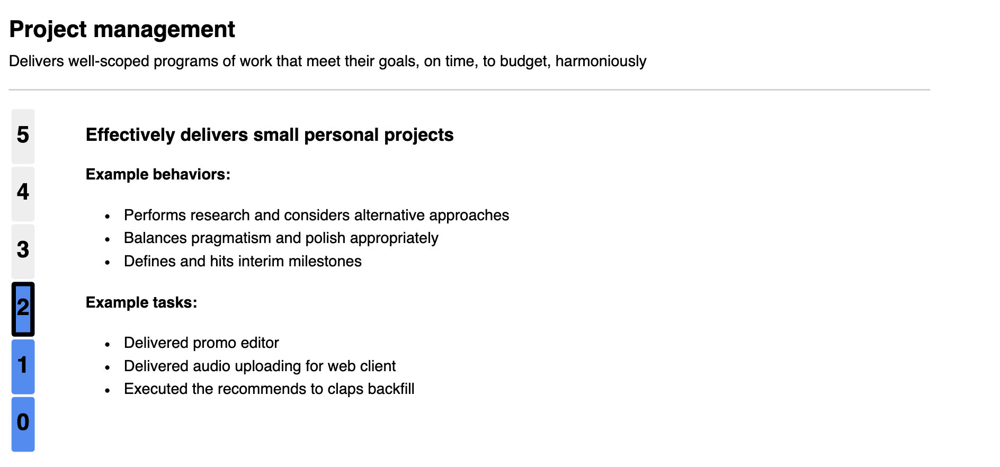 Project management
Delivers well-scoped programs of work that meet their goals, on time, to budget, harmoniously
5
4
3
2
1
0
Effectively delivers small personal projects
Example behaviors:
• Performs research and considers alternative approaches
• Balances pragmatism and polish appropriately
• Defines and hits interim milestones
Example tasks:
• Delivered promo editor
• Delivered audio uploading for web client
• Executed the recommends to claps backfill